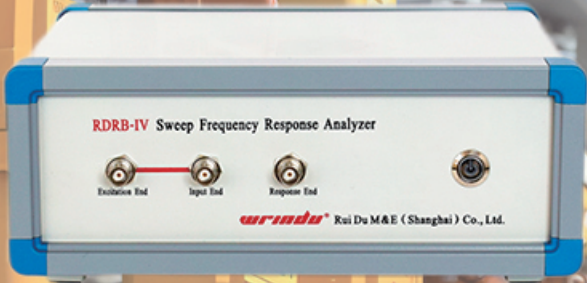 RDRB-IV Sweep Frequency Response Analyzer
Excitation End Input End Response End
wrindu® Rui Du M&E ( Shanghai ) Co., Ltd.